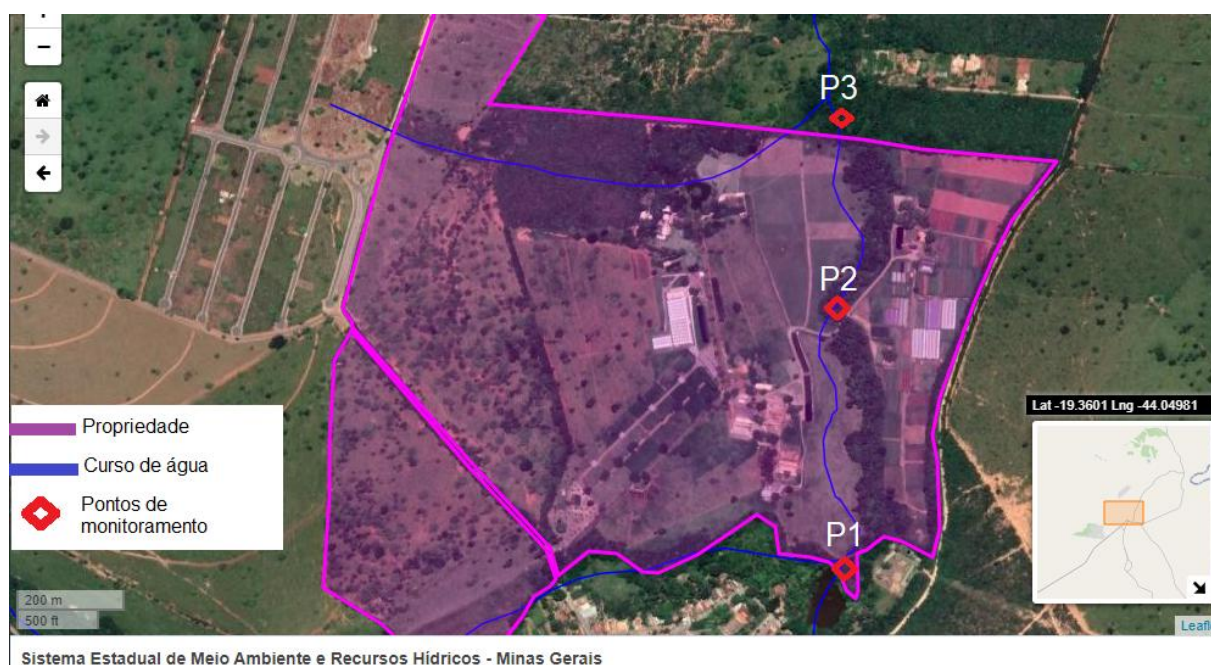 +
−
P3
P2
Lat -19.3601 Lng -44.04981
Propriedade
Curso de água
Pontos de
monitoramento
P1
200 m
500 ft
Leafl
Sistema Estadual de Meio Ambiente e Recursos Hídricos - Minas Gerais